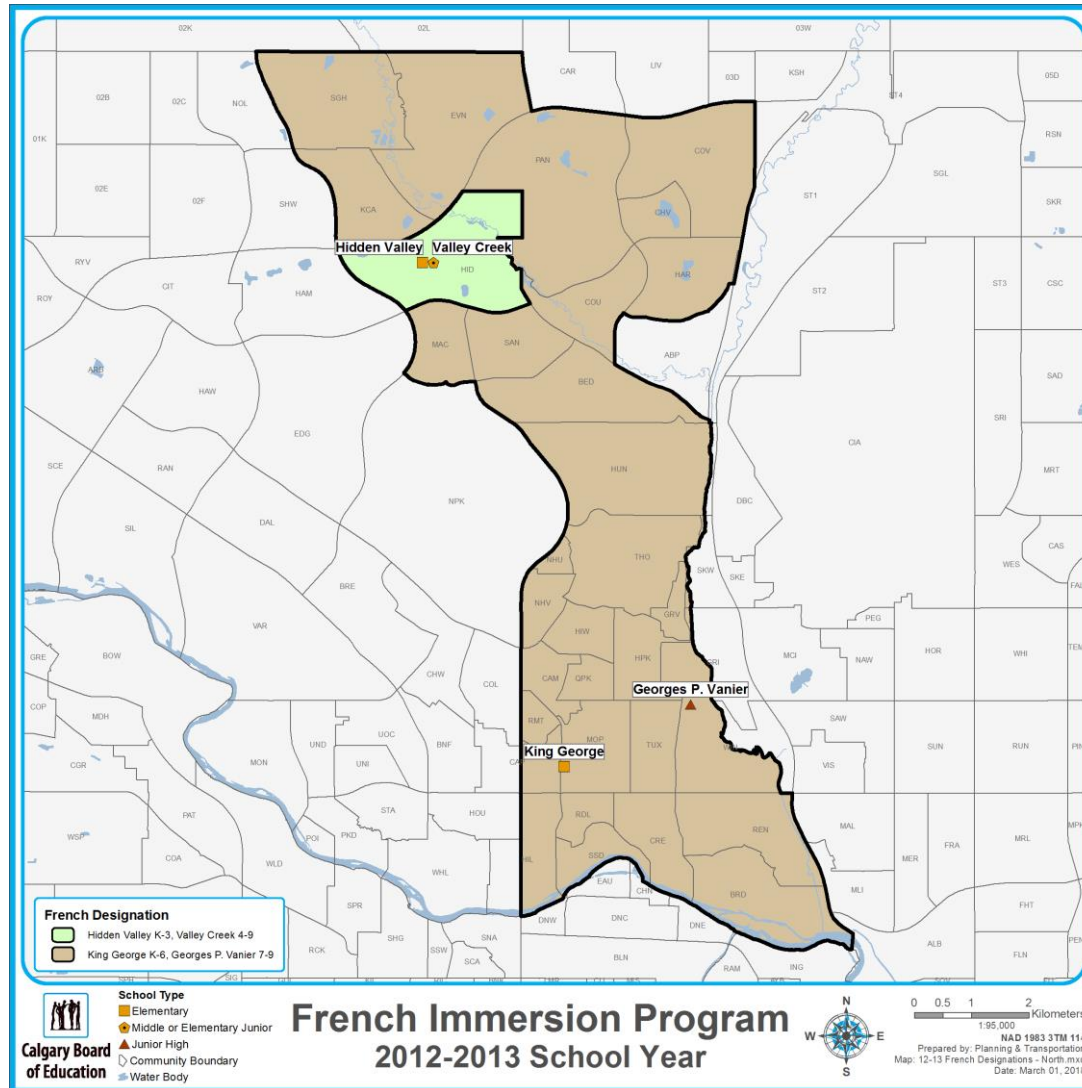 02K
02L
03W
CAR
LIV
03D
KSH
ST4
05D
02B
02C
NOL
SGH
EVN
RSN
01K
PAN
COV
SGL
02E
02F
SHW
KCA
CHV
ST1
SKR
Hidden Valley
Valley Creek
RYV
HID
HAR
ROY
CIT
HAM
COU
ST2
ST3
CSC
MAC
SAN
ABP
BED
SAD
HAW
EDG
SRI
CIA
SCE
RAN
HUN
MRT
NPK
DBC
SIL
DAL
CAS
BRE
NHU
THO
SKW
SKE
WES
NHV
GRV
VAR
HIW
PEG
GRE
BOW
CHW
COL
CAM
QPK
HPK
MCI
NAW
HOR
WHI
Georges P. Vanier
COP
MDH
RMT
MOP
TUX
SAW
UND
UOC
BNF
King George
SUN
RUN
CGR
MON
UNI
VIS
STA
HOU
RDL
REN
PAT
POI
PKD
CRE
MAL
MRL
WSP
COA
WLD
WHL
SSD
MER
FRA
EAU
CHN
BRD
MLI
SPR
DNW
DNC
DNE
FHT
RCK
SHG
SSW
SNA
SCA
BLN
RAM
ING
ALB
FLN
French Designation
Hidden Valley K-3, Valley Creek 4-9
King George K-6, Georges P. Vanier 7-9
Calgary Board
of Education
School Type
Elementary
Middle or Elementary Junior
Junior High
Community Boundary
Water Body
French Immersion Program
2012-2013 School Year
N
W
E
S
0 0.5 1 2
Kilometers
1:95,000
NAD 1983 3TM
Prepared by: Planning & Transportation
Map: 12-13 French Designations - North
Date: March 01,